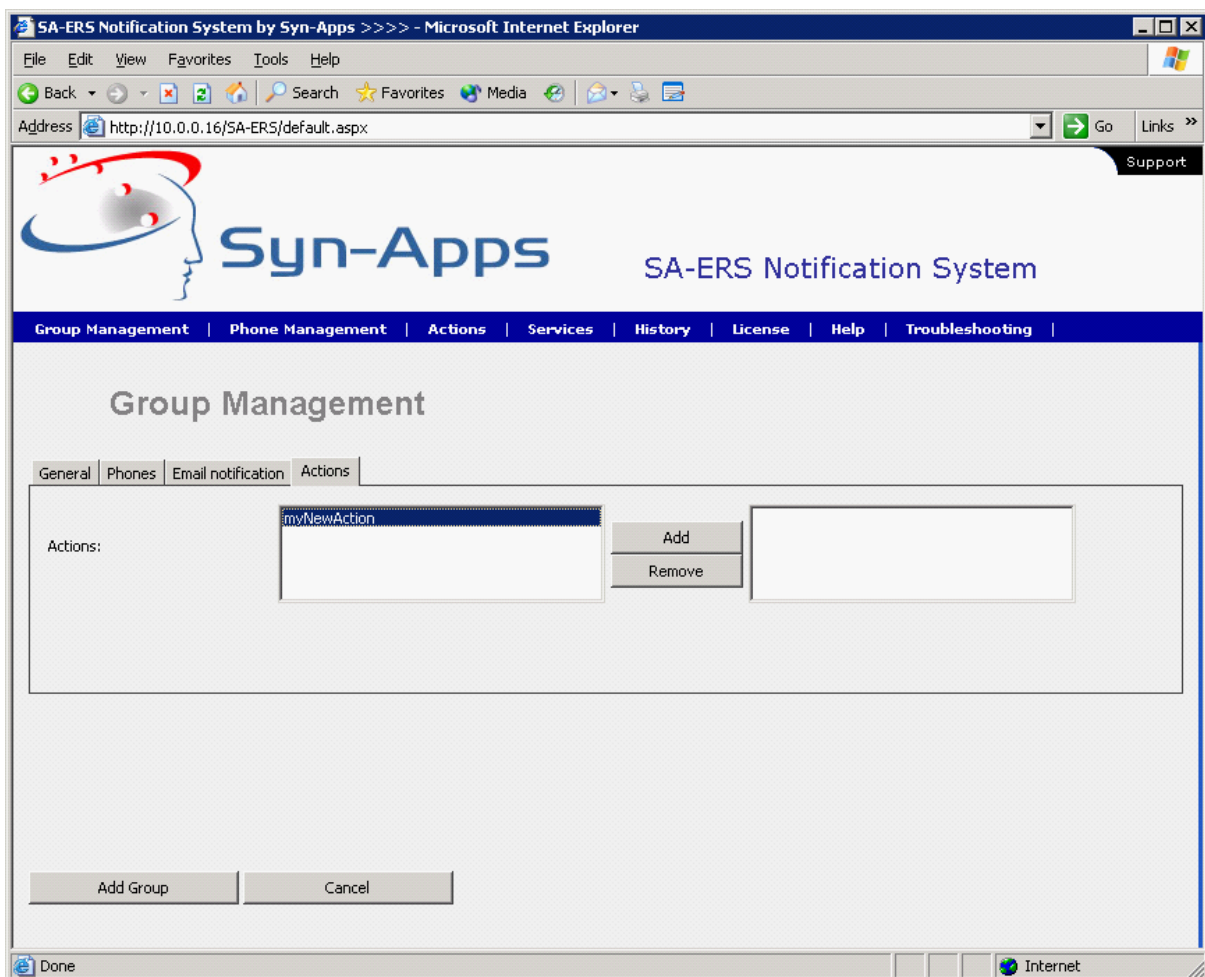 SA-ERS Notification System by Syn-Apps >>>> - Microsoft Internet Explorer
File Edit View Favorites Tools Help
Back Search Favorites Media
Address http://10.0.0.16/SA-ERS/default.aspx Go Links »
Support
Syn-Apps
SA-ERS Notification System
Group Management | Phone Management | Actions | Services | History | License | Help | Troubleshooting |
Group Management
General Phones Email notification Actions
myNewAction
Actions:
Add
Remove
Add Group Cancel
Done Internet